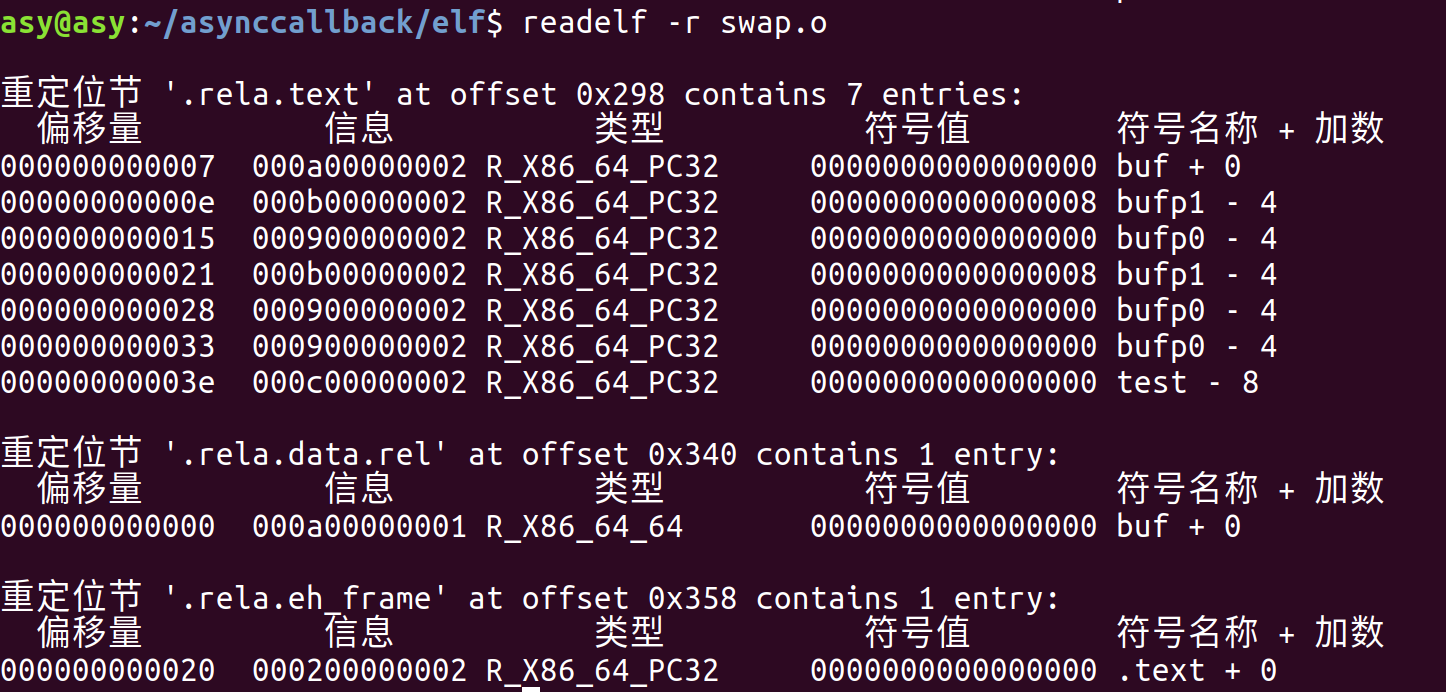 asy@asy:~/asynccallback/elf$ readelf -r swap.o
重定位节 '.rela.text' at offset 0x298 contains 7 entries:
偏移量 信息 类型 符号值 符号名称 + 加数
000000000007 000a00000002 R_X86_64_PC32 0000000000000000 buf + 0
00000000000e 000b00000002 R_X86_64_PC32 0000000000000008 bufp1 - 4
000000000015 000900000002 R_X86_64_PC32 0000000000000000 bufp0 - 4
000000000021 000b00000002 R_X86_64_PC32 0000000000000008 bufp1 - 4
000000000028 000900000002 R_X86_64_PC32 0000000000000000 bufp0 - 4
000000000033 000900000002 R_X86_64_PC32 0000000000000000 bufp0 - 4
00000000003e 000c00000002 R_X86_64_PC32 0000000000000000 test - 8
重定位节 '.rela.data.rel' at offset 0x340 contains 1 entry:
偏移量 信息 类型 符号值 符号名称 + 加数
000000000000 000a00000001 R_X86_64_64 0000000000000000 buf + 0
重定位节 '.rela.eh_frame' at offset 0x358 contains 1 entry:
偏移量 信息 类型 符号值 符号名称 + 加数
000000000020 000200000002 R_X86_64_PC32 0000000000000000 .text + 0